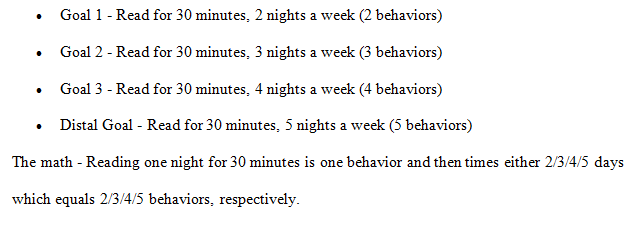 • Goal 1 - Read for 30 minutes, 2 nights a week (2 behaviors)
• Goal 2 - Read for 30 minutes, 3 nights a week (3 behaviors)
• Goal 3 - Read for 30 minutes, 4 nights a week (4 behaviors)
• Distal Goal - Read for 30 minutes, 5 nights a week (5 behaviors)
The math - Reading one night for 30 minutes is one behavior and then times either 2/3/4/5 days
which equals 2/3/4/5 behaviors, respectively.